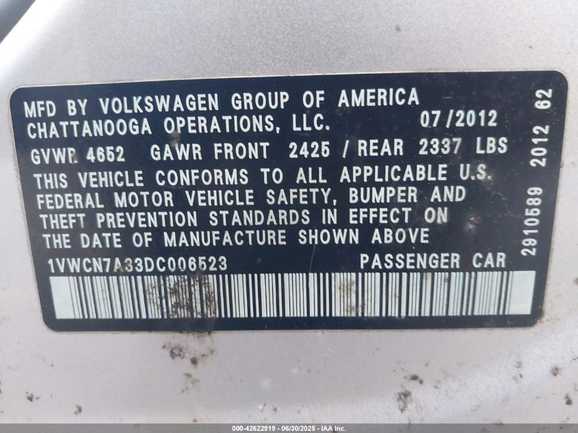 MFD BY VOLKSWAGEN GROUP OF AMERICA
CHATTANOOGA OPERATIONS, LLC. 07/2012
GVWR 4652 GAWR FRONT 2425 / REAR 2337 LBS
THIS VEHICLE CONFORMS TO ALL APPLICABLE U.S.
FEDERAL MOTOR VEHICLE SAFETY, BUMPER AND
THEFT PREVENTION STANDARDS IN EFFECT ON
THE DATE OF MANUFACTURE SHOWN ABOVE
1VWCN7A33DC006523 PASSENGER CAR
2910589 2012 62
000-42622919 - 06/30/2025 - IAA Inc.